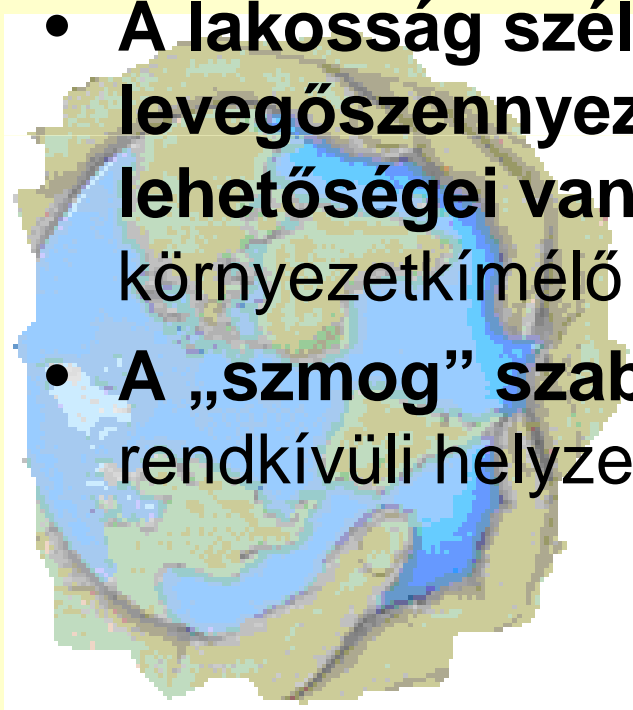 • A lakosság szél
levegőszennyez
lehetőségei van
környezetkímélő
• A „szmog” szab
rendkívüli helyze